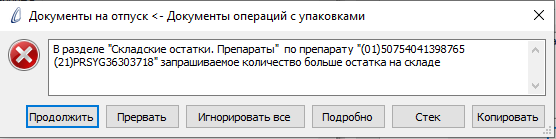 Документы на отпуск <- Документы операций с упаковками
В разделе "Складские остатки. Препараты" по препарату "(01)50754041398765
(21)PRSYG36303718" запрашиваемое количество больше остатка на складе
Продолжить Прервать Игнорировать все Подробно Стек Копировать